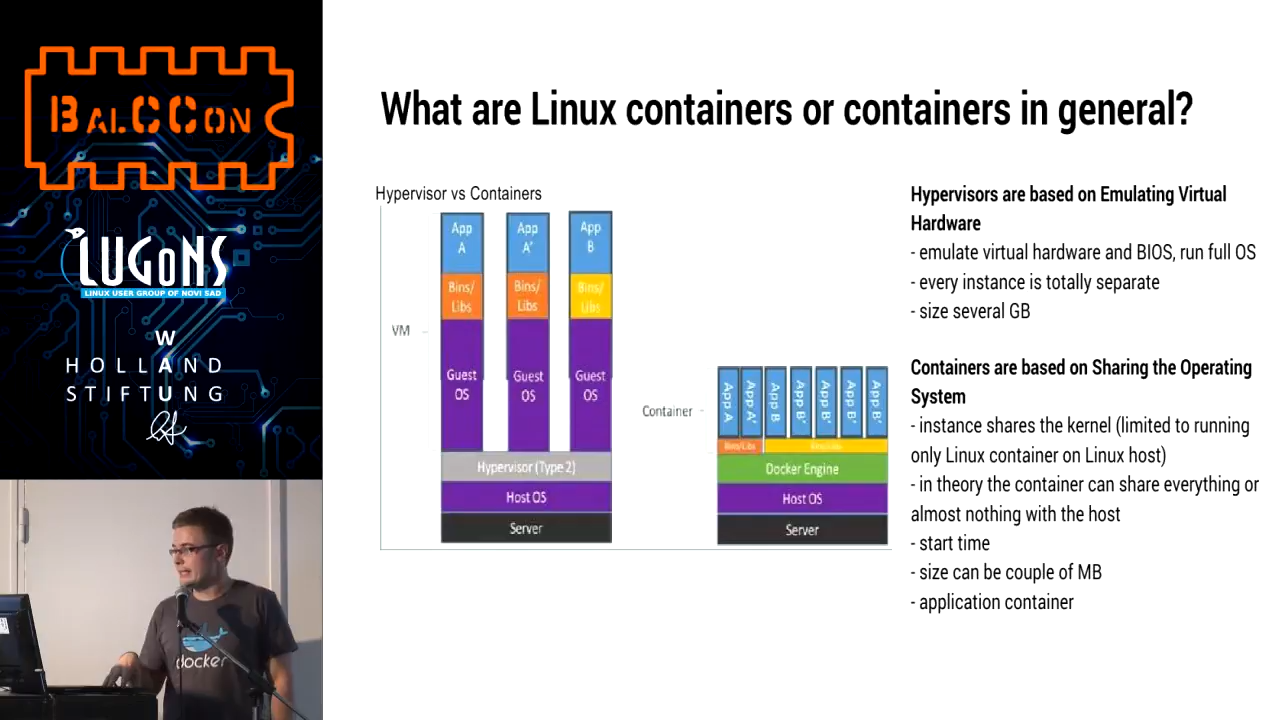 BALCCON
LUGONS
LINUX USER GROUP OF NOVI SAD
W
HOLLAND
STIFTUNG
docker
What are Linux containers or containers in general?
Hypervisor vs Containers
App
A
App
A'
App
B
Bins/
Libs
Bins/
Libs
Bins/
Libs
VM
Guest
OS
Guest
OS
Guest
OS
Hypervisor (Type 2)
Host OS
Server
Container
App A
App A'
App B
App B'
App B'
App B'
App B'
Bins/Libs
Bins/Libs
Docker Engine
Host OS
Server
Hypervisors are based on Emulating Virtual
Hardware
- emulate virtual hardware and BIOS, run full OS
- every instance is totally separate
- size several GB
Containers are based on Sharing the Operating
System
- instance shares the kernel (limited to running
only Linux container on Linux host)
- in theory the container can share everything or
almost nothing with the host
- start time
- size can be couple of MB
- application container